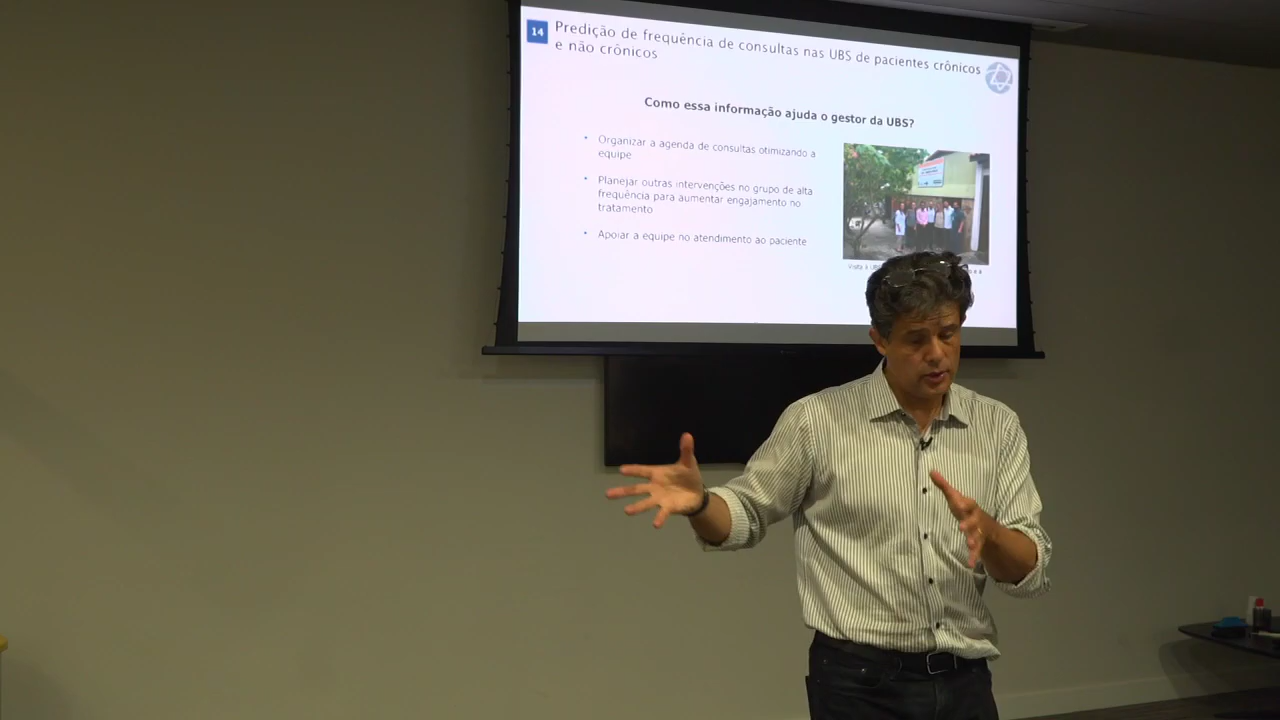 14
Predição de frequência de consultas nas UBS de pacientes crônicos
e não crônicos
Como essa informação ajuda o gestor da UBS?
• Organizar a agenda de consultas otimizando a
equipe
• Planejar outras intervenções no grupo de alta
frequência para aumentar engajamento no
tratamento
• Apoiar a equipe no atendimento ao paciente
Visita à